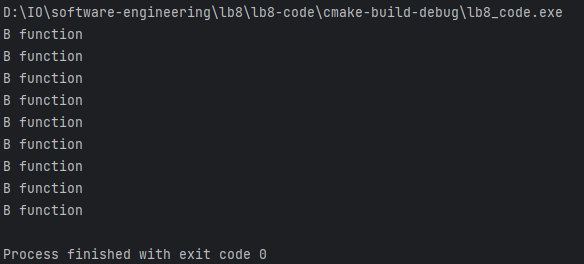 D:\IO\software-engineering\lb8\lb8-code\cmake-build-debug\lb8_code.exe
B function
B function
B function
B function
B function
B function
B function
B function
B function
Process finished with exit code 0